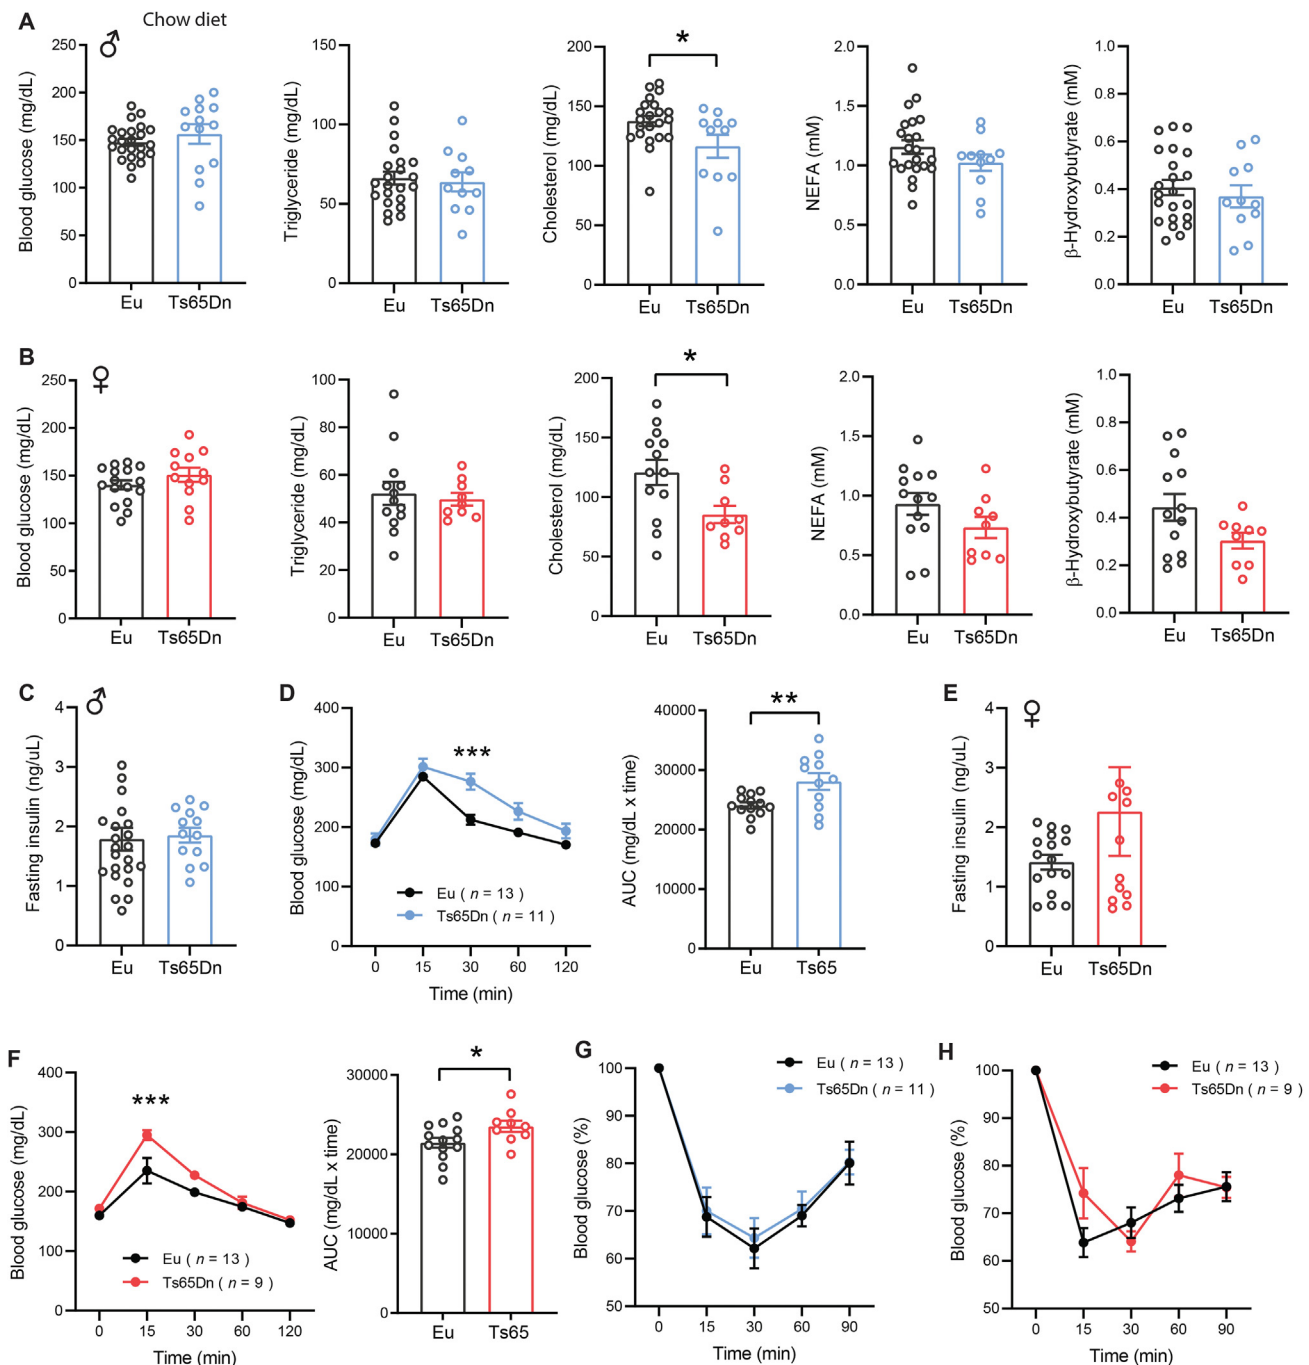 A
Chow diet
♂
Blood glucose (mg/dL)
250
200
150
100
50
0
Eu
Ts65Dn
Triglyceride (mg/dL)
150
100
50
0
Eu
Ts65Dn
Cholesterol (mg/dL)
200
150
100
50
0
*
Eu
Ts65Dn
NEFA (mM)
2.0
1.5
1.0
0.5
0.0
Eu
Ts65Dn
β-Hydroxybutyrate (mM)
1.0
0.8
0.6
0.4
0.2
0.0
Eu
Ts65Dn
B
♀
Blood glucose (mg/dL)
250
200
150
100
50
0
Eu
Ts65Dn
Triglyceride (mg/dL)
100
80
60
40
20
0
Eu
Ts65Dn
Cholesterol (mg/dL)
200
150
100
50
0
*
Eu
Ts65Dn
NEFA (mM)
2.0
1.5
1.0
0.5
0.0
Eu
Ts65Dn
β-Hydroxybutyrate (mM)
1.0
0.8
0.6
0.4
0.2
0.0
Eu
Ts65Dn
C
♂
Fasting insulin (ng/uL)
4
3
2
1
0
Eu
Ts65Dn
D
Blood glucose (mg/dL)
400
300
200
100
0
***
Eu ( n = 13 )
Ts65Dn ( n = 11 )
0 15 30 60 120
Time (min)
AUC (mg/dL x time)
40000
30000
20000
10000
0
**
Eu
Ts65
E
♀
Fasting insulin (ng/uL)
4
3
2
1
0
Eu
Ts65Dn
F
Blood glucose (mg/dL)
400
300
200
100
0
***
Eu ( n = 13 )
Ts65Dn ( n = 9 )
0 15 30 60 120
Time (min)
AUC (mg/dL x time)
30000
20000
10000
0
*
Eu
Ts65
G
Blood glucose (%)
100
90
80
70
60
50
Eu ( n = 13 )
Ts65Dn ( n = 11 )
0 15 30 60 90
Time (min)
H
Blood glucose (%)
100
90
80
70
60
50
Eu ( n = 13 )
Ts65Dn ( n = 9 )
0 15 30 60 90
Time (min)